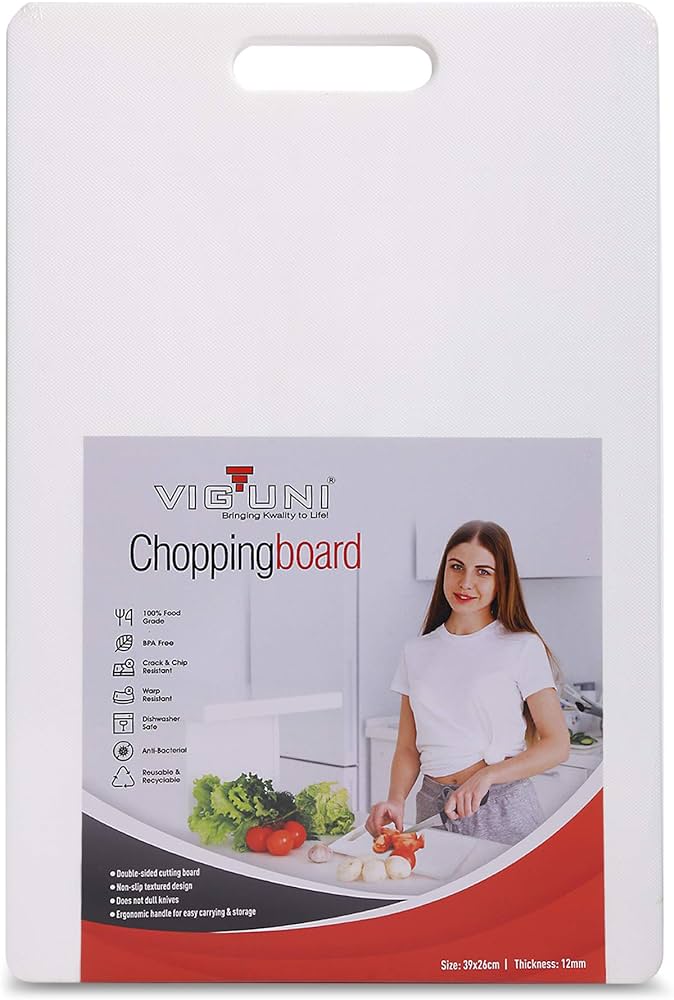 VIGUNI®
Bringing Kwality to Life!
Choppingboard
100% Food
Grade
BPA Free
Crack & Chip
Resistant
Warp
Resistant
Dishwasher
Safe
Anti-Bacterial
Reusable &
Recyclable
• Double-sided cutting board
• Non-slip textured design
• Does not dull knives
• Ergonomic handle for easy carrying & storage
Size: 39x26cm | Thickness: 12mm